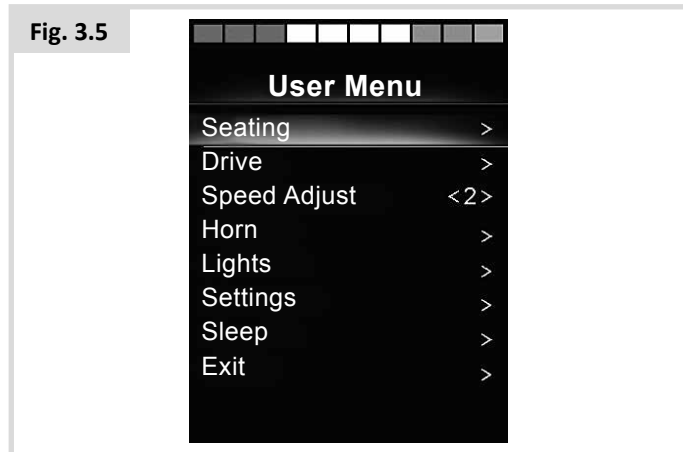 Fig. 3.5
User Menu
Seating >
Drive >
Speed Adjust <2>
Horn >
Lights >
Settings >
Sleep >
Exit >